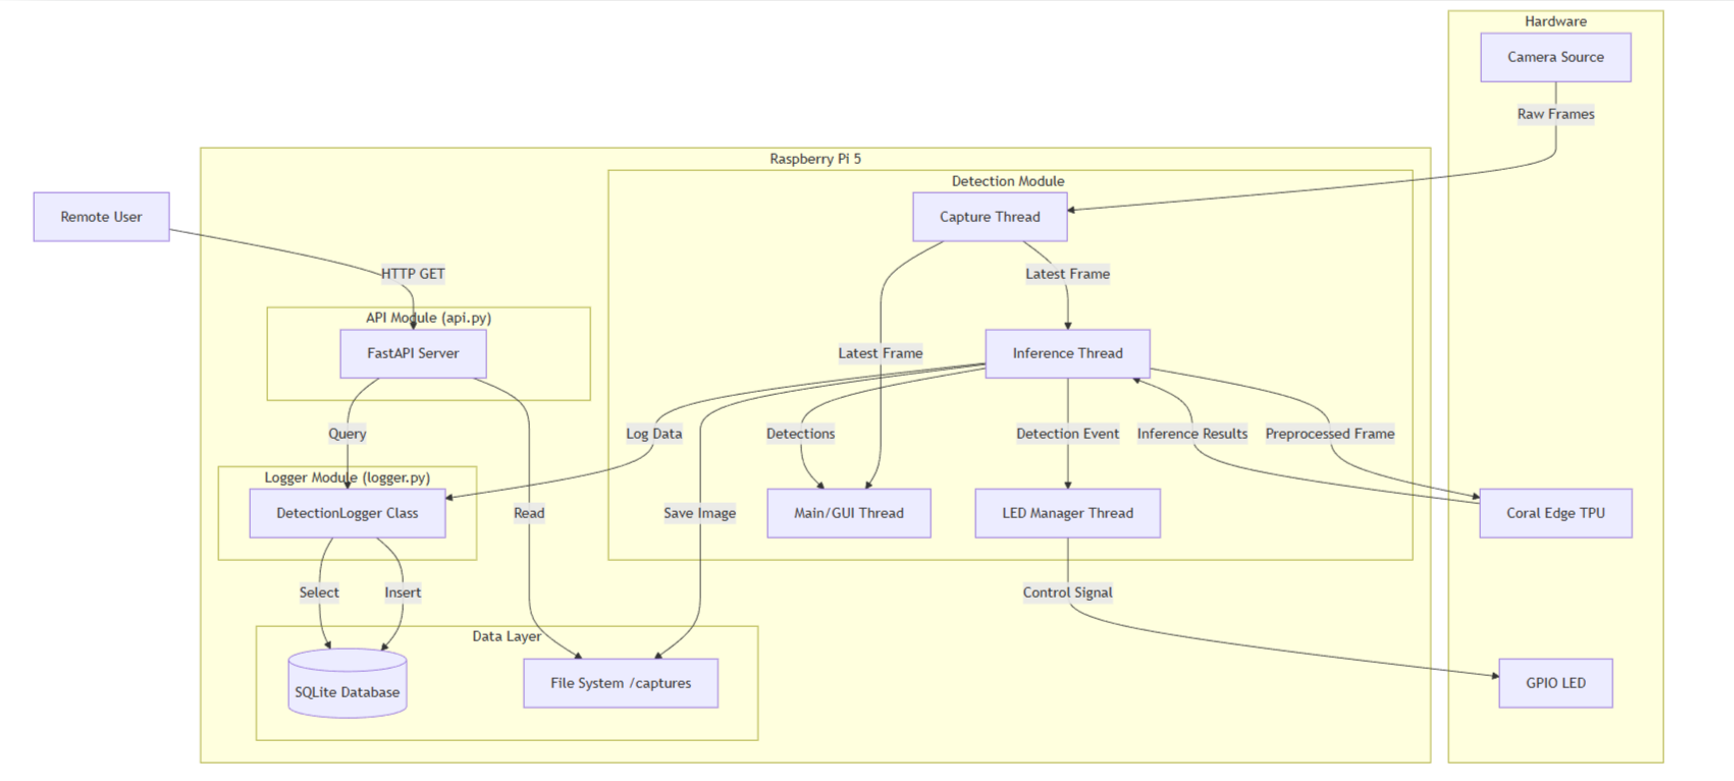 Hardware
Camera Source
Raw Frames
Raspberry Pi 5
Detection Module
Remote User
Capture Thread
HTTP GET
Latest Frame
API Module (api.py)
FastAPI Server
Latest Frame
Inference Thread
Query
Log Data
Detections
Detection Event
Inference Results
Preprocessed Frame
Logger Module (logger.py)
DetectionLogger Class
Read
Save Image
Main/GUI Thread
LED Manager Thread
Coral Edge TPU
Select
Insert
Control Signal
Data Layer
SQLite Database
File System /captures
GPIO LED